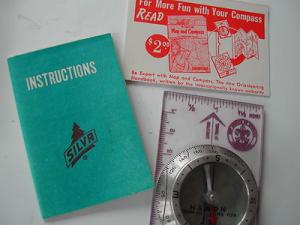 For More Fun with Your Compass
READ
$2.00
Map and Compass
Be Expert with Map and Compass, The new Orienteering
Handbook, written by the internationally known authority
INSTRUCTIONS
SILVA